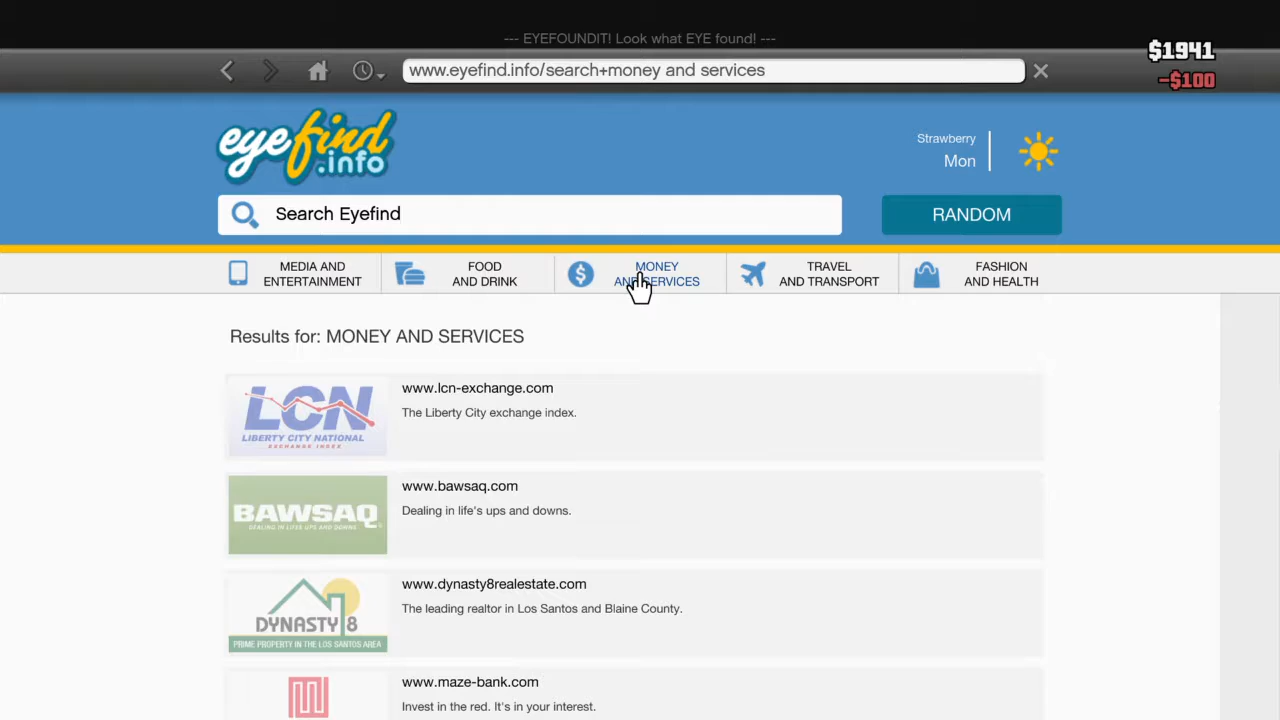 --- EYEFOUNDIT! Look what EYE found! ---
$1941
www.eyefind.info/search+money and services
-$100
eyefind
.info
Strawberry
Mon
Search Eyefind
RANDOM
MEDIA AND
ENTERTAINMENT
FOOD
AND DRINK
MONEY
AND SERVICES
TRAVEL
AND TRANSPORT
FASHION
AND HEALTH
Results for: MONEY AND SERVICES
LCN
LIBERTY CITY NATIONAL
EXCHANGE INDEX
www.lcn-exchange.com
The Liberty City exchange index.
BAWSAQ
DEALING IN LIFE'S UPS AND DOWNS
www.bawsaq.com
Dealing in life's ups and downs.
DYNASTY 8
PRIME PROPERTY IN THE LOS SANTOS AREA
www.dynasty8realestate.com
The leading realtor in Los Santos and Blaine County.
www.maze-bank.com
Invest in the red. It's in your interest.